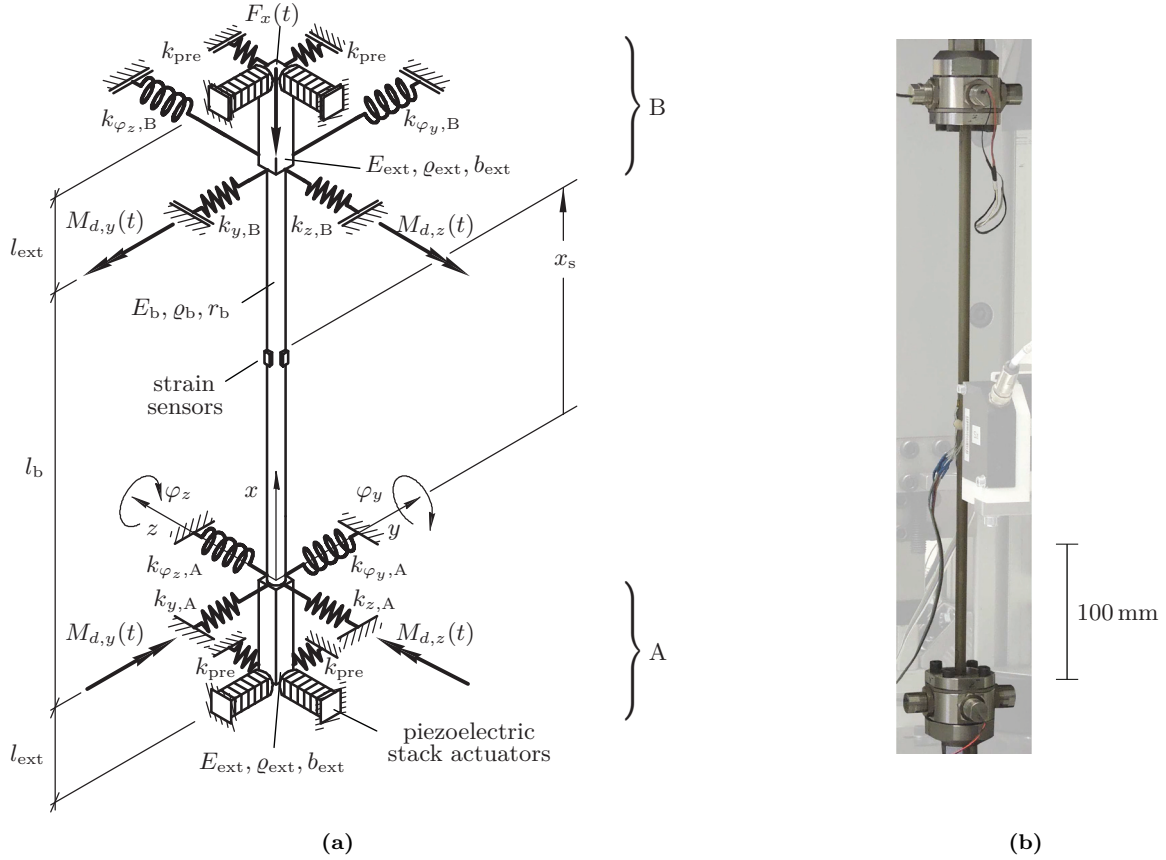 F_x(t)
k_pre
k_pre
k_φz,B
k_φy,B
B
E_ext, ϱ_ext, b_ext
M_d,y(t)
k_y,B
k_z,B
M_d,z(t)
l_ext
x_s
E_b, ϱ_b, r_b
strain
sensors
l_b
φ_z
x
φ_y
z
y
k_φz,A
k_φy,A
k_y,A
k_z,A
100 mm
M_d,y(t)
M_d,z(t)
A
k_pre
k_pre
piezoelectric
stack actuators
l_ext
E_ext, ϱ_ext, b_ext
(a)
(b)